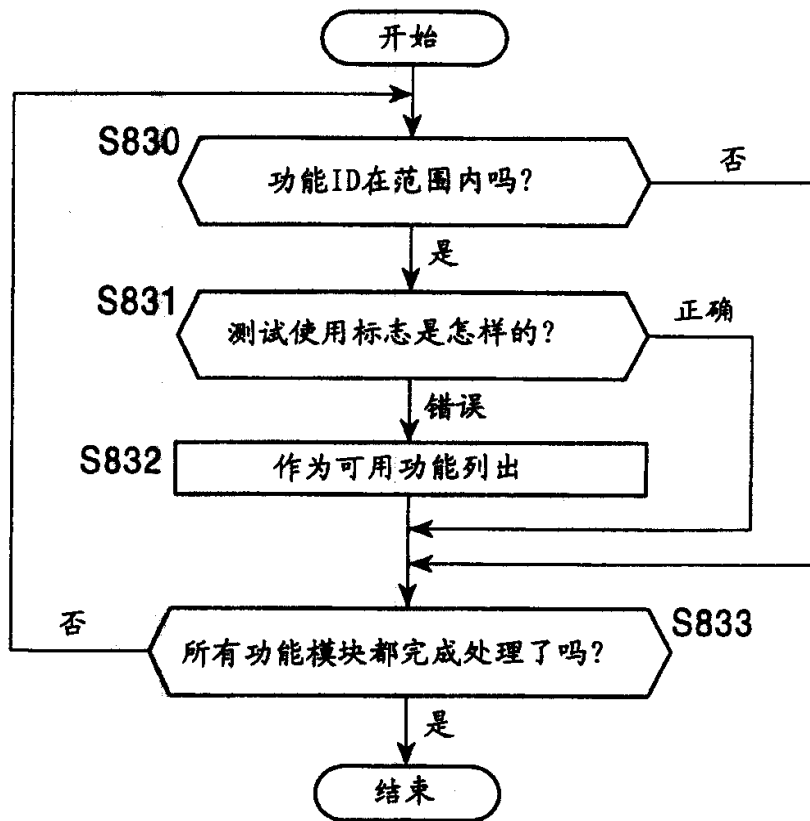 开始
S830
功能ID在范围内吗?
否
是
S831
测试使用标志是怎样的?
正确
错误
S832
作为可用功能列出
否
S833
所有功能模块都完成处理了吗?
是
结束